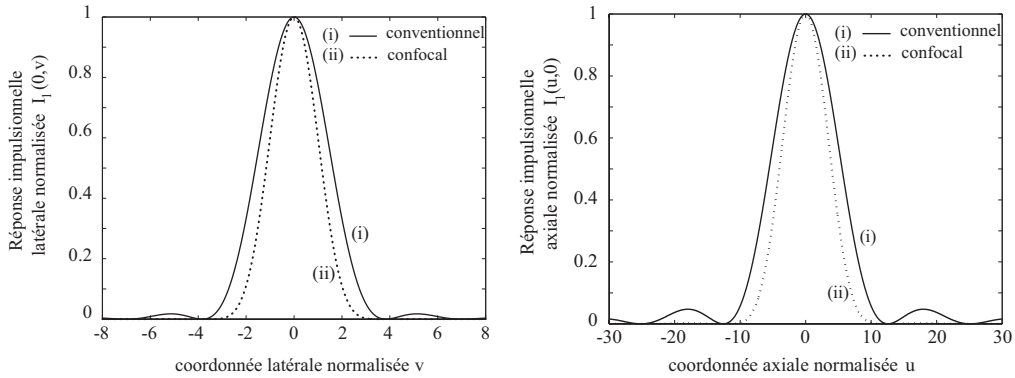 Réponse impulsionnelle
latérale normalisée I₁(0,v)
1
0.8
0.6
0.4
0.2
0
(i) conventionnel
(ii) confocal
(i)
(ii)
-8 -6 -4 -2 0 2 4 6 8
coordonnée latérale normalisée v
Réponse impulsionnelle
axiale normalisée I₁(u,0)
1
0.8
0.6
0.4
0.2
0
(i) conventionnel
(ii) confocal
(i)
(ii)
-30 -20 -10 0 10 20 30
coordonnée axiale normalisée u